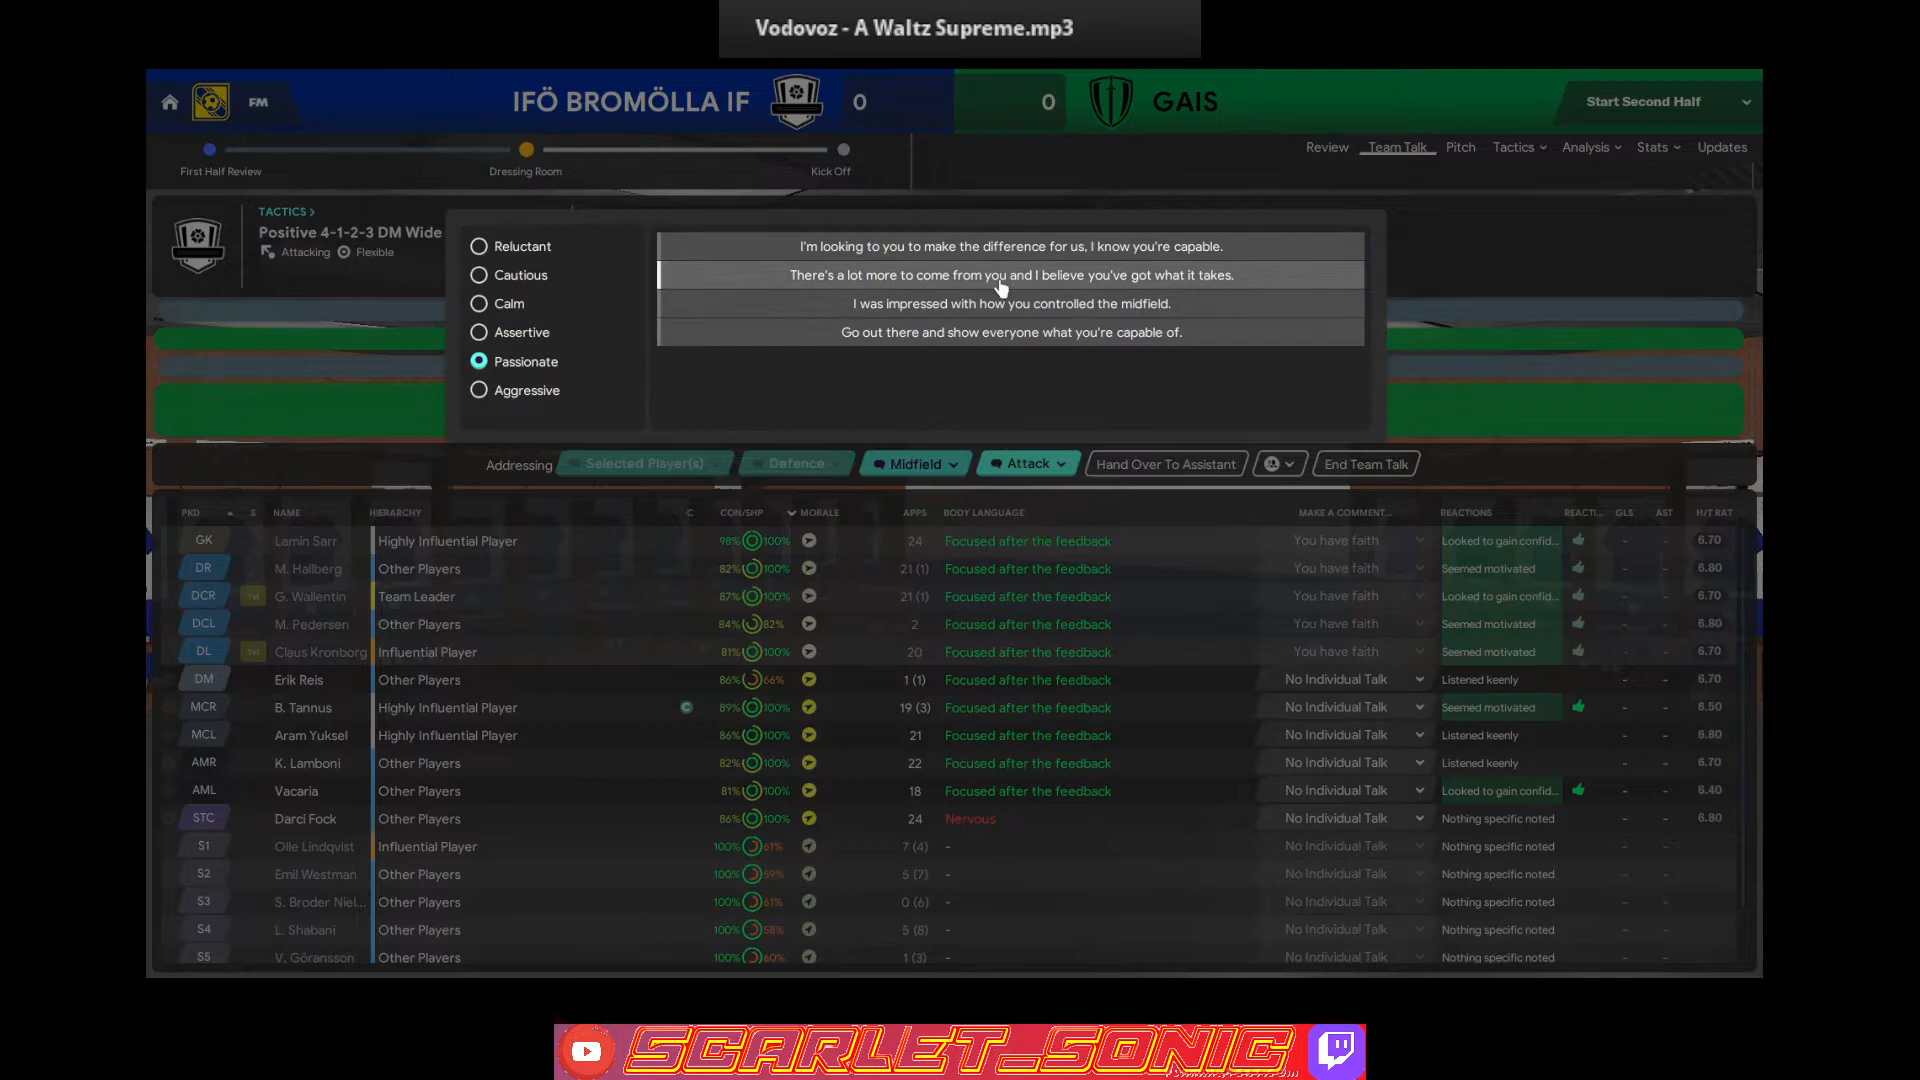 Vodovoz - A Waltz Supreme.mp3
FM
IFÖ BROMÖLLA IF
0
0
GAIS
Start Second Half
First Half Review
Dressing Room
Kick Off
Review
Team Talk
Pitch
Tactics
Analysis
Stats
Updates
TACTICS >
Positive 4-1-2-3 DM Wide
Attacking
Flexible
Reluctant
Cautious
Calm
Assertive
Passionate
Aggressive
I'm looking to you to make the difference for us, I know you're capable.
There's a lot more to come from you and I believe you've got what it takes.
I was impressed with how you controlled the midfield.
Go out there and show everyone what you're capable of.
Addressing
Selected Player(s)
Defence
Midfield
Attack
Hand Over To Assistant
End Team Talk
PKD S NAME HIERARCHY C CON/SHP MORALE APPS BODY LANGUAGE MAKE A COMMENT... REACTIONS REACTI... GLS AST H/T RAT
GK Lamin Sarr Highly Influential Player 98% 100% 24 Focused after the feedback You have faith Looked to gain confid... - - 6.70
DR M. Hallberg Other Players 82% 100% 21 (1) Focused after the feedback You have faith Seemed motivated - - 6.80
DCR Yel G. Wallentin Team Leader 87% 100% 21 (1) Focused after the feedback You have faith Looked to gain confid... - - 6.70
DCL M. Pedersen Other Players 84% 82% 2 Focused after the feedback You have faith Seemed motivated - - 6.80
DL Yel Claus Kronborg Influential Player 81% 100% 20 Focused after the feedback You have faith Seemed motivated - - 6.70
DM Erik Reis Other Players 86% 66% 1 (1) Focused after the feedback No Individual Talk Listened keenly - - 6.70
MCR B. Tannus Highly Influential Player C 89% 100% 19 (3) Focused after the feedback No Individual Talk Seemed motivated - - 6.50
MCL Aram Yuksel Highly Influential Player 86% 100% 21 Focused after the feedback No Individual Talk Listened keenly - - 6.80
AMR K. Lamboni Other Players 82% 100% 22 Focused after the feedback No Individual Talk Listened keenly - - 6.70
AML Vacaria Other Players 81% 100% 18 Focused after the feedback No Individual Talk Looked to gain confid... - - 6.40
STC Darci Fock Other Players 86% 100% 24 Nervous No Individual Talk Nothing specific noted - - 6.80
S1 Olle Lindqvist Influential Player 100% 61% 7 (4) - No Individual Talk Nothing specific noted - -
S2 Emil Westman Other Players 100% 59% 5 (7) - No Individual Talk Nothing specific noted - -
S3 S. Broder Niel... Other Players 100% 61% 0 (6) - No Individual Talk Nothing specific noted - -
S4 L. Shabani Other Players 100% 58% 5 (8) - No Individual Talk Nothing specific noted - -
S5 V. Göransson Other Players 100% 60% 1 (3) - No Individual Talk Nothing specific noted - -
SCARLET_SONIC